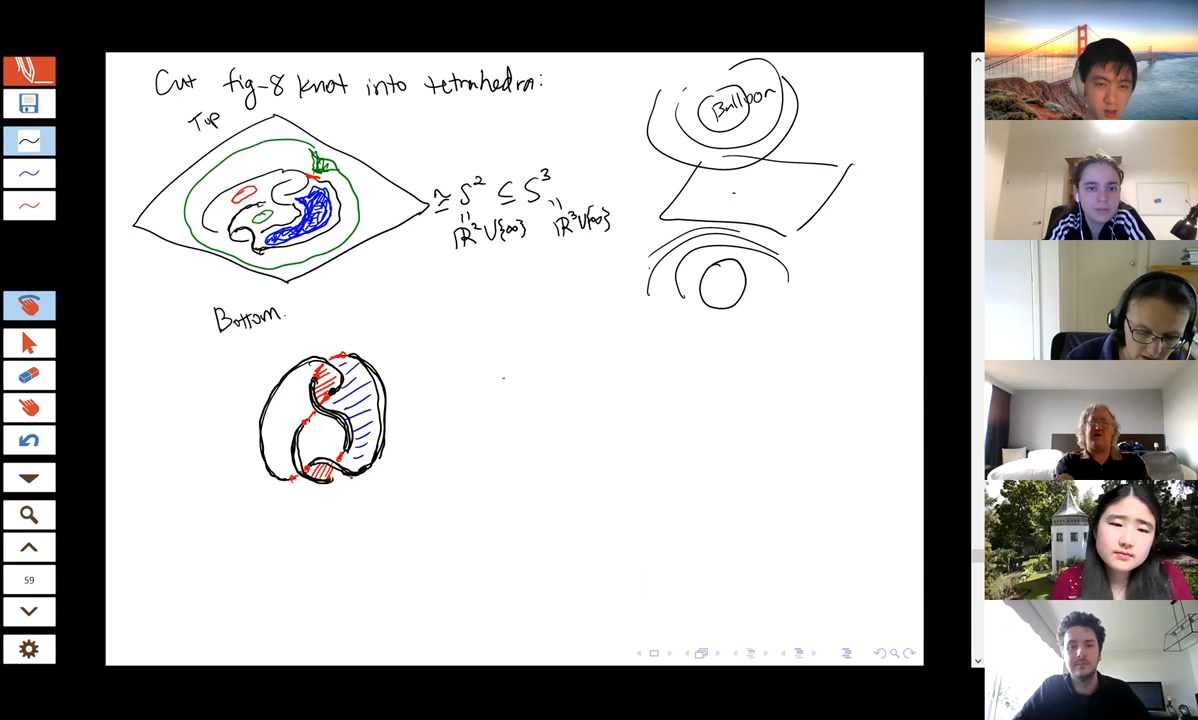 Cut fig-8 knot into tetrahedra:
Top
Balloon
≅ S² ⊆ S³
ℝ²∪{∞} ℝ³∪{∞}
Bottom.
59